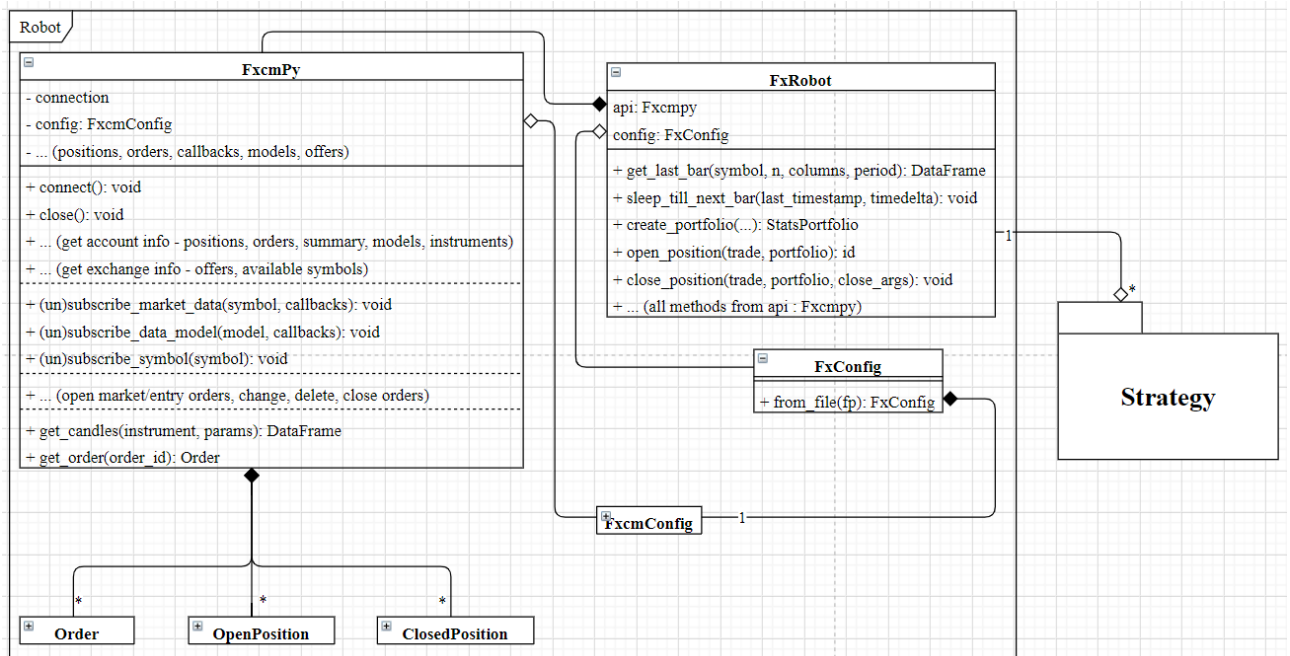 Robot
FxcmPy
- connection
- config: FxcmConfig
- ... (positions, orders, callbacks, models, offers)
+ connect(): void
+ close(): void
+ ... (get account info - positions, orders, summary, models, instruments)
+ ... (get exchange info - offers, available symbols)
+ (un)subscribe_market_data(symbol, callbacks): void
+ (un)subscribe_data_model(model, callbacks): void
+ (un)subscribe_symbol(symbol): void
+ ... (open market/entry orders, change, delete, close orders)
+ get_candles(instrument, params): DataFrame
+ get_order(order_id): Order
FxRobot
api: Fxcmpy
config: FxConfig
+ get_last_bar(symbol, n, columns, period): DataFrame
+ sleep_till_next_bar(last_timestamp, timedelta): void
+ create_portfolio(...): StatsPortfolio
+ open_position(trade, portfolio): id
+ close_position(trade, portfolio, close_args): void
+ ... (all methods from api : Fxcmpy)
1
*
Strategy
FxConfig
+ from_file(fp): FxConfig
FxcmConfig
1
*
*
*
Order
OpenPosition
ClosedPosition